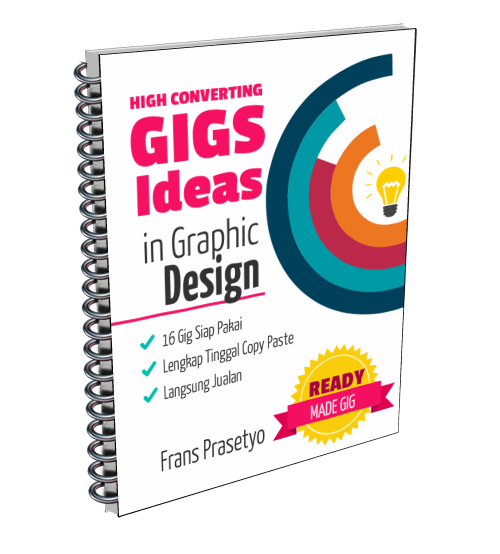 HIGH CONVERTING
GIGS
Ideas
in Graphic
Design
16 Gig Siap Pakai
Lengkap Tinggal Copy Paste
Langsung Jualan
READY
MADE GIG
Frans Prasetyo